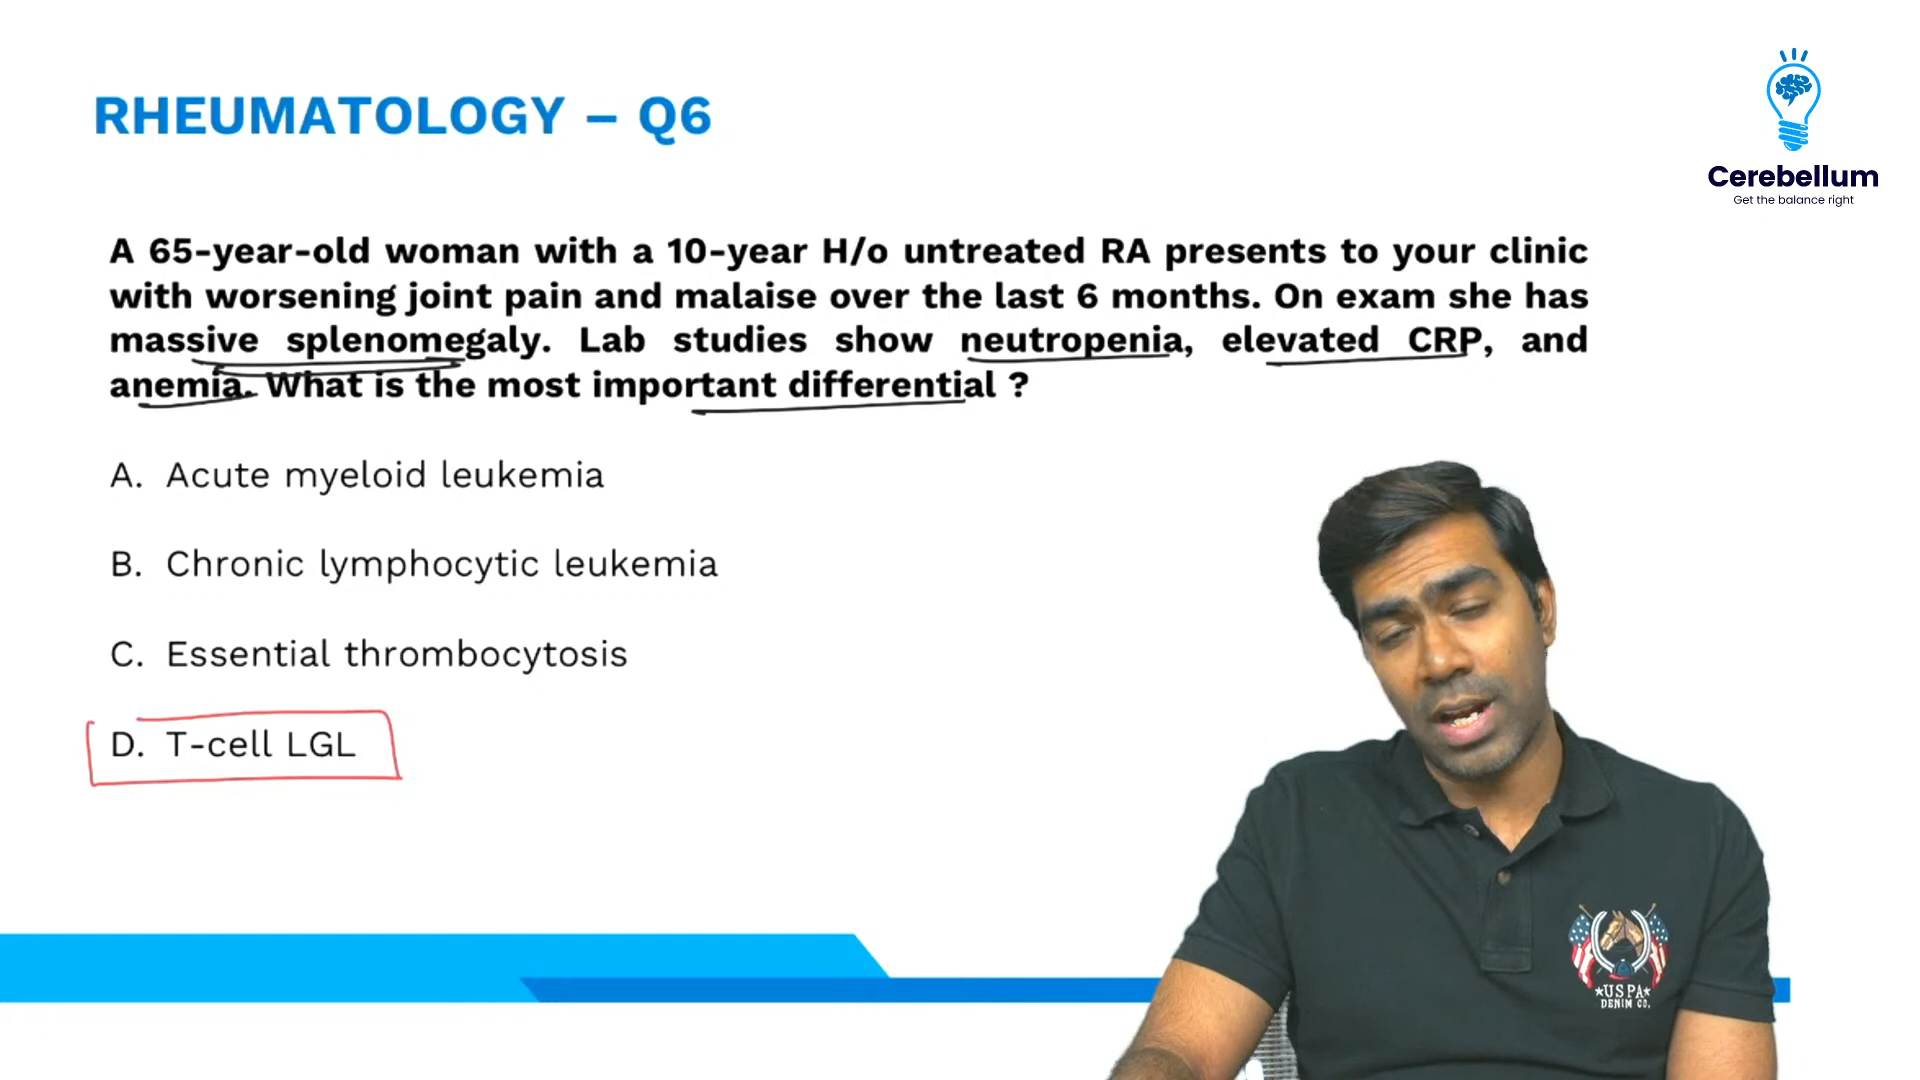 RHEUMATOLOGY – Q6
Cerebellum
Get the balance right
A 65-year-old woman with a 10-year H/o untreated RA presents to your clinic
with worsening joint pain and malaise over the last 6 months. On exam she has
massive splenomegaly. Lab studies show neutropenia, elevated CRP, and
anemia. What is the most important differential ?
A. Acute myeloid leukemia
B. Chronic lymphocytic leukemia
C. Essential thrombocytosis
D. T-cell LGL
USPA
DENIM CO.